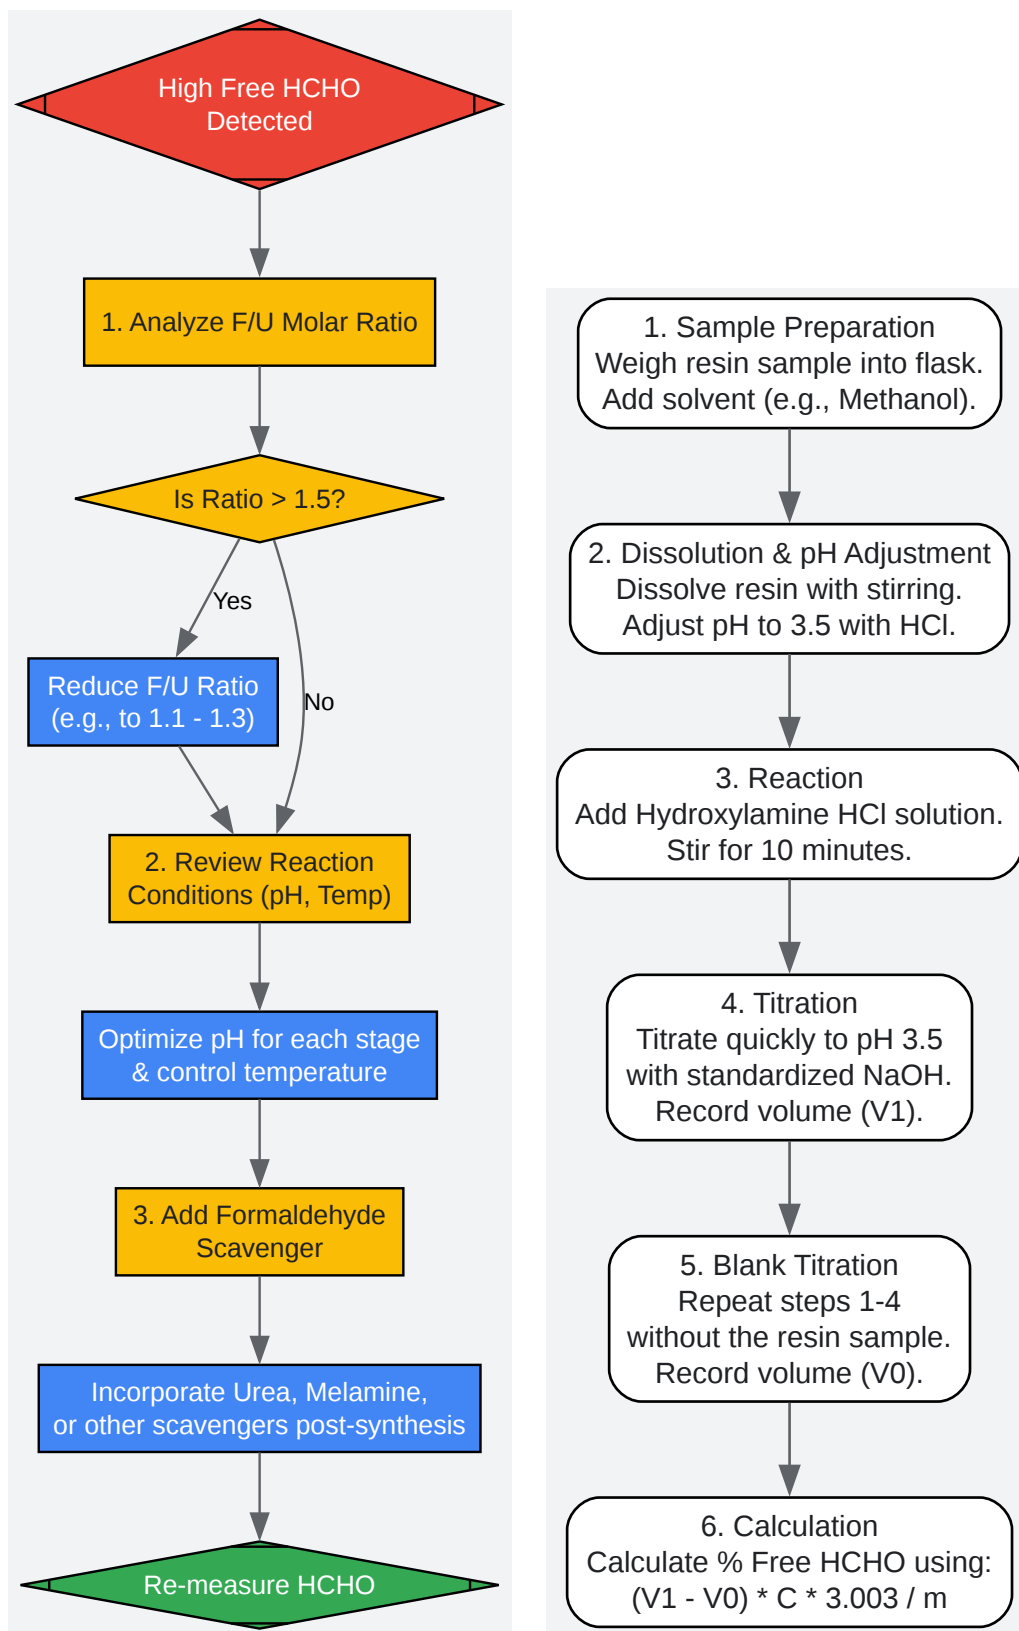 High Free HCHO
Detected
1. Analyze F/U Molar Ratio
Is Ratio > 1.5?
Yes
No
Reduce F/U Ratio
(e.g., to 1.1 - 1.3)
2. Review Reaction
Conditions (pH, Temp)
Optimize pH for each stage
& control temperature
3. Add Formaldehyde
Scavenger
Incorporate Urea, Melamine,
or other scavengers post-synthesis
Re-measure HCHO
1. Sample Preparation
Weigh resin sample into flask.
Add solvent (e.g., Methanol).
2. Dissolution & pH Adjustment
Dissolve resin with stirring.
Adjust pH to 3.5 with HCl.
3. Reaction
Add Hydroxylamine HCl solution.
Stir for 10 minutes.
4. Titration
Titrate quickly to pH 3.5
with standardized NaOH.
Record volume (V1).
5. Blank Titration
Repeat steps 1-4
without the resin sample.
Record volume (V0).
6. Calculation
Calculate % Free HCHO using:
(V1 - V0) * C * 3.003 / m